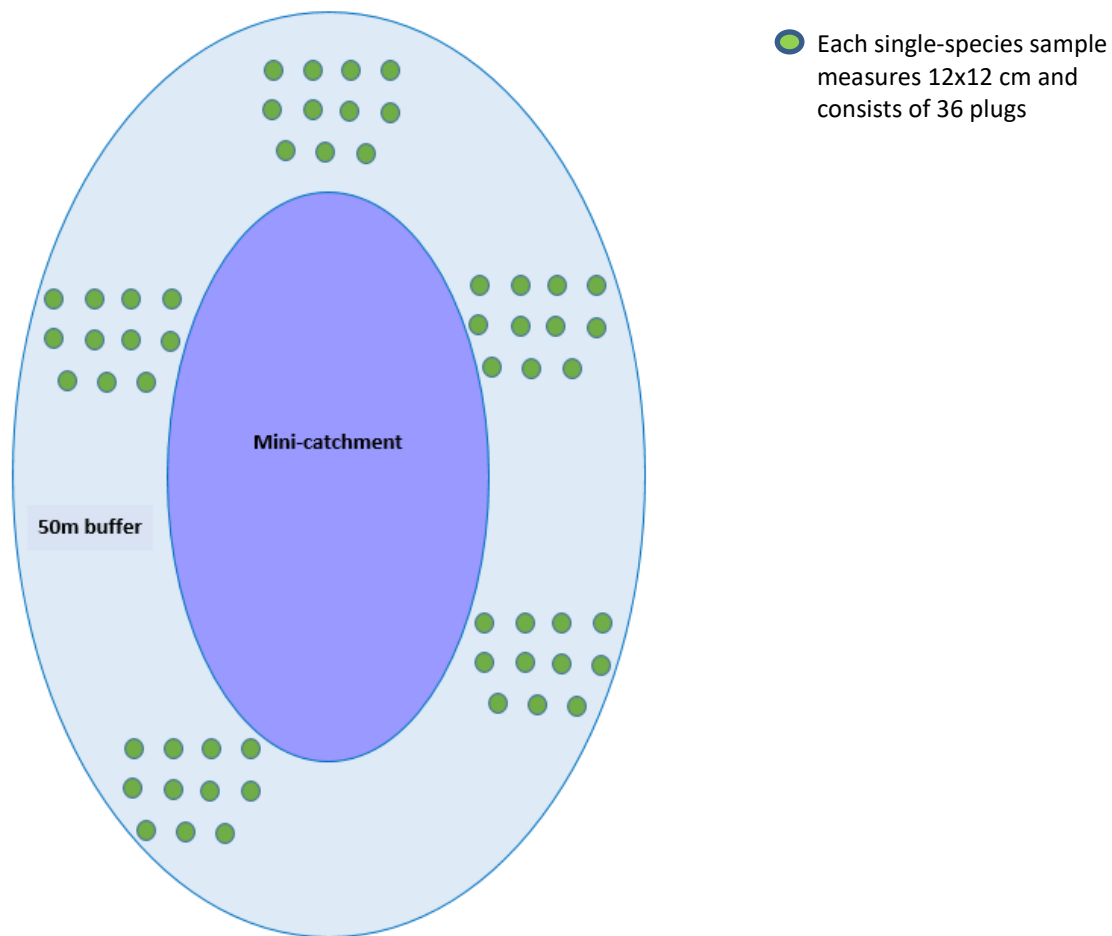 Each single-species sample
measures 12x12 cm and
consists of 36 plugs
Mini-catchment
50m buffer